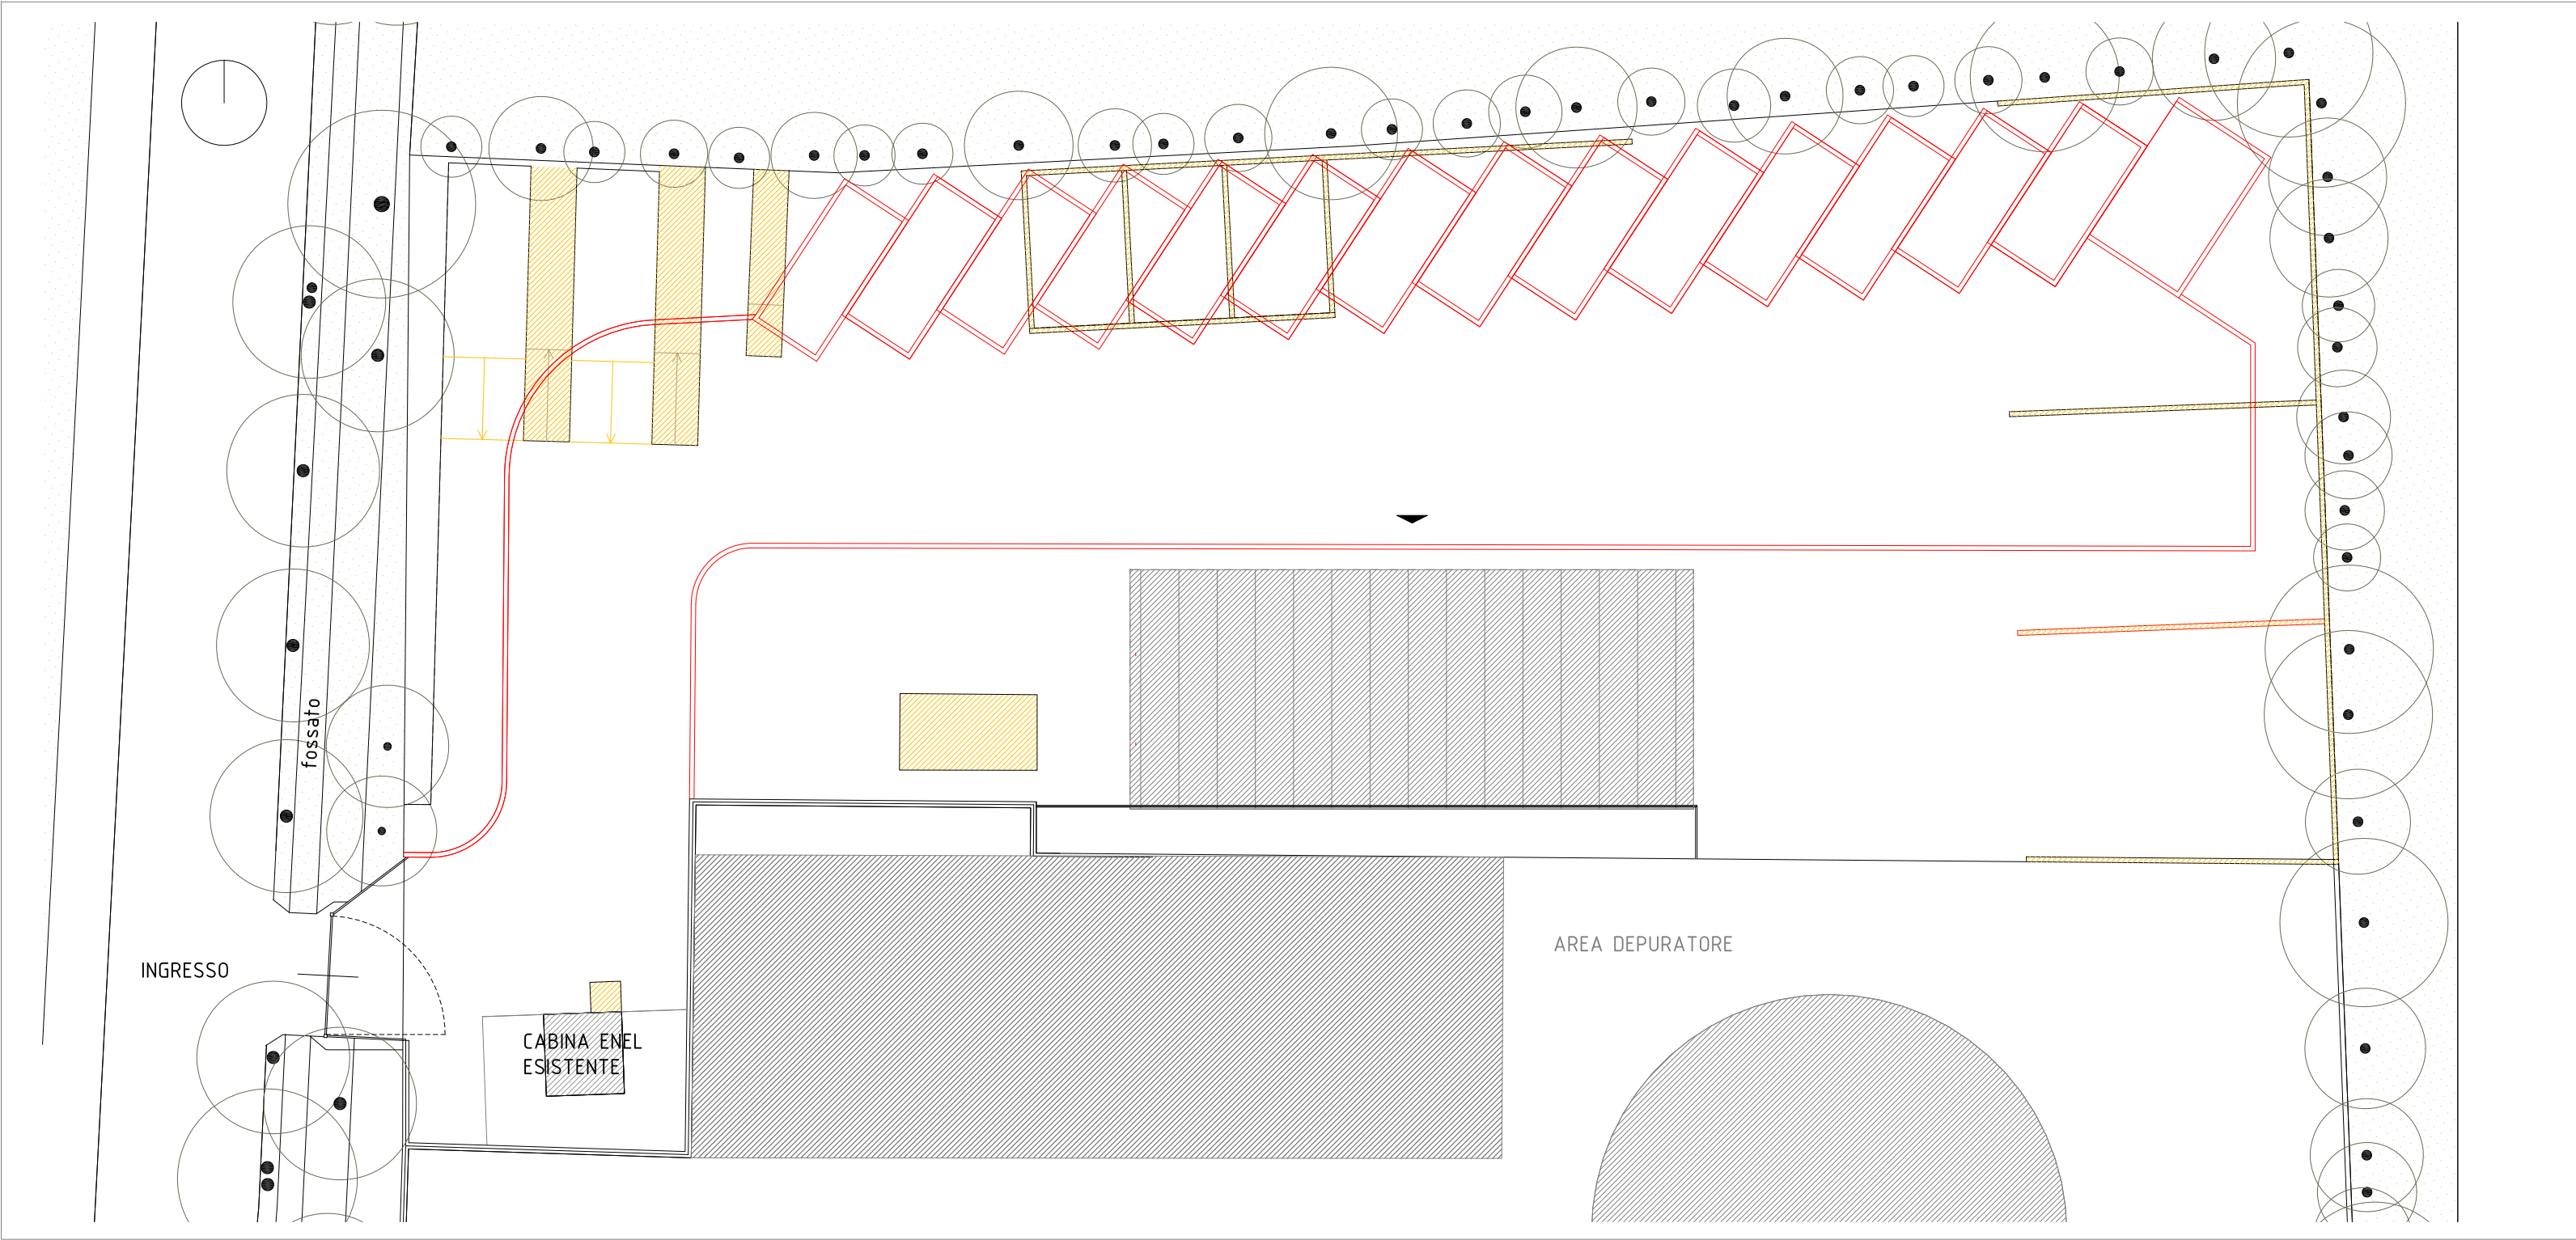 fossato
INGRESSO
AREA DEPURATORE
CABINA ENEL
ESISTENTE